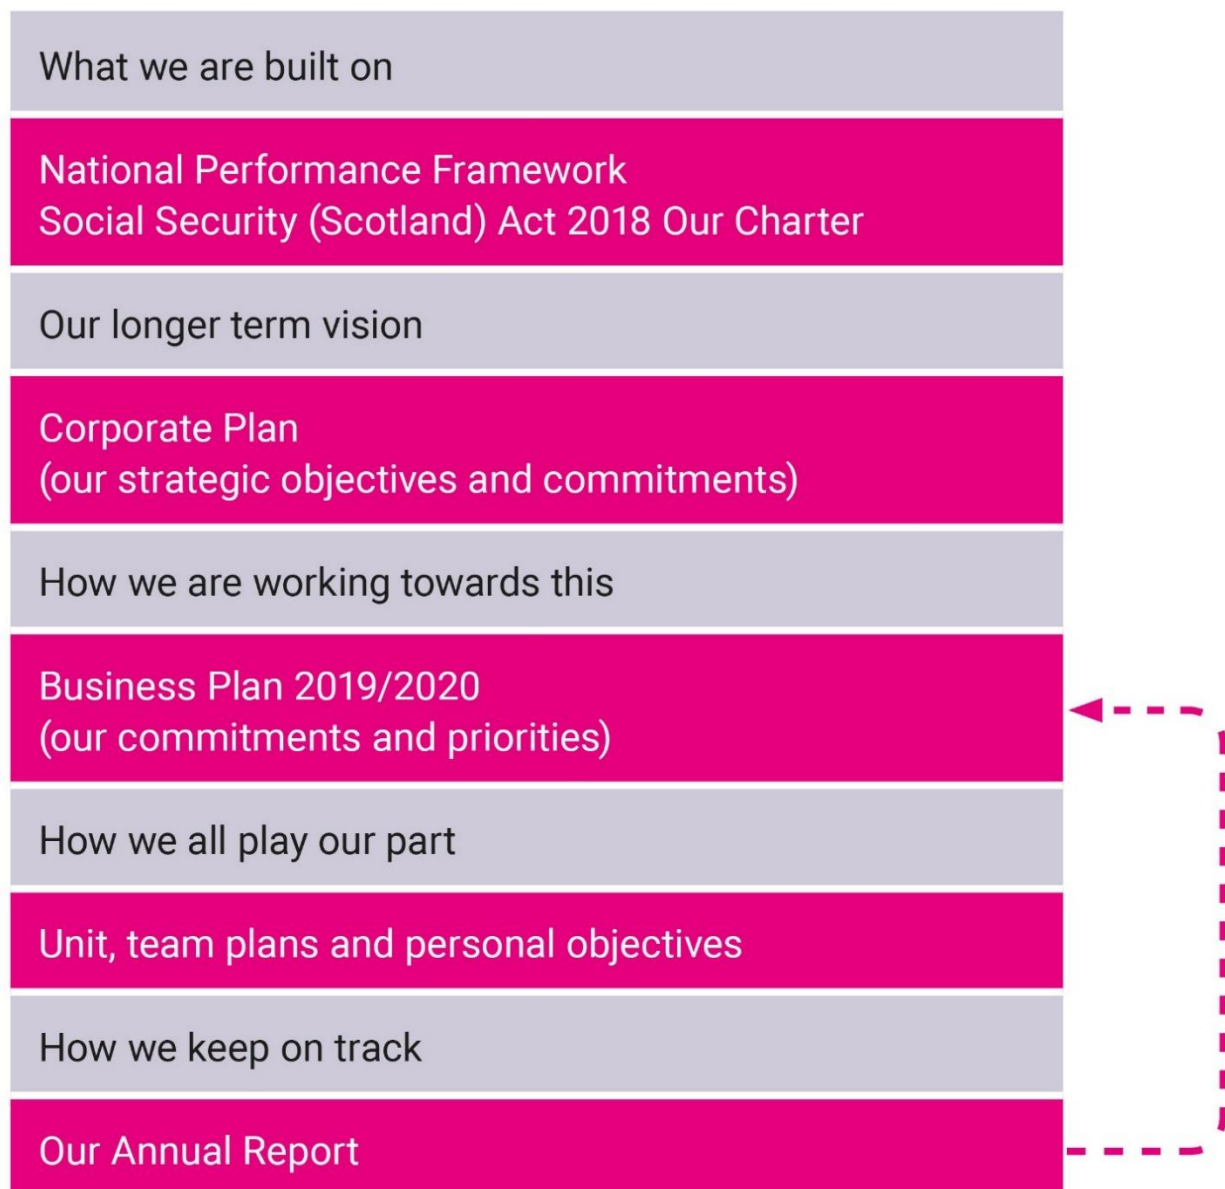 What we are built on
National Performance Framework
Social Security (Scotland) Act 2018 Our Charter
Our longer term vision
Corporate Plan
(our strategic objectives and commitments)
How we are working towards this
Business Plan 2019/2020
(our commitments and priorities)
How we all play our part
Unit, team plans and personal objectives
How we keep on track
Our Annual Report